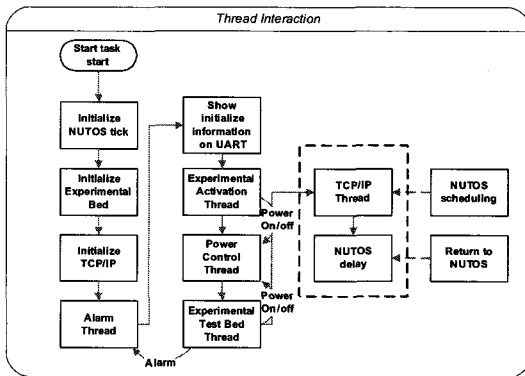 Thread Interaction
Start task
start
Initialize
NUTOS tick
Initialize
Experimental
Bed
Initialize
TCP/IP
Alarm
Thread
Show
initialize
information
on UART
Experimental
Activation
Thread
Power
On/off
Power
Control
Thread
Power
On/off
Experimental
Test Bed
Thread
Alarm
TCP/IP
Thread
NUTOS
delay
NUTOS
scheduling
Return to
NUTOS